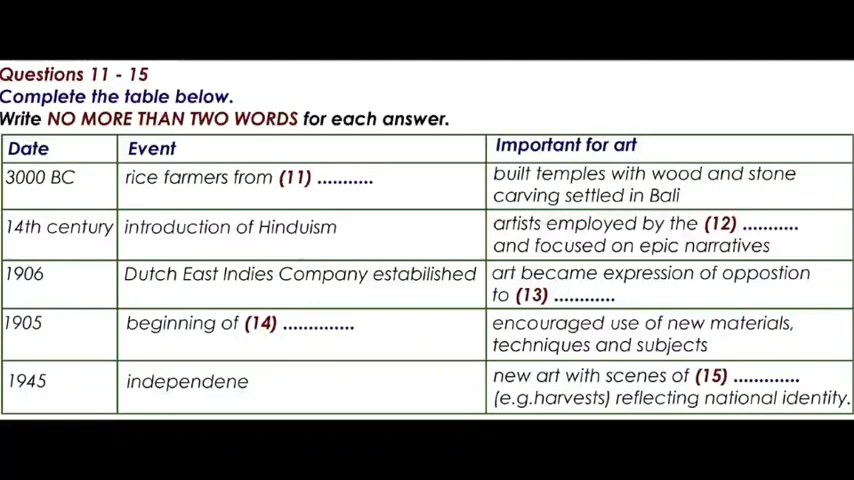 Questions 11 - 15
Complete the table below.
Write NO MORE THAN TWO WORDS for each answer.
Date Event Important for art
3000 BC rice farmers from (11) ........... built temples with wood and stone
carving settled in Bali
14th century introduction of Hinduism artists employed by the (12) ...........
and focused on epic narratives
1906 Dutch East Indies Company estabilished art became expression of oppostion
to (13) ............
1905 beginning of (14) .............. encouraged use of new materials,
techniques and subjects
1945 independene new art with scenes of (15) .............
(e.g.harvests) reflecting national identity.